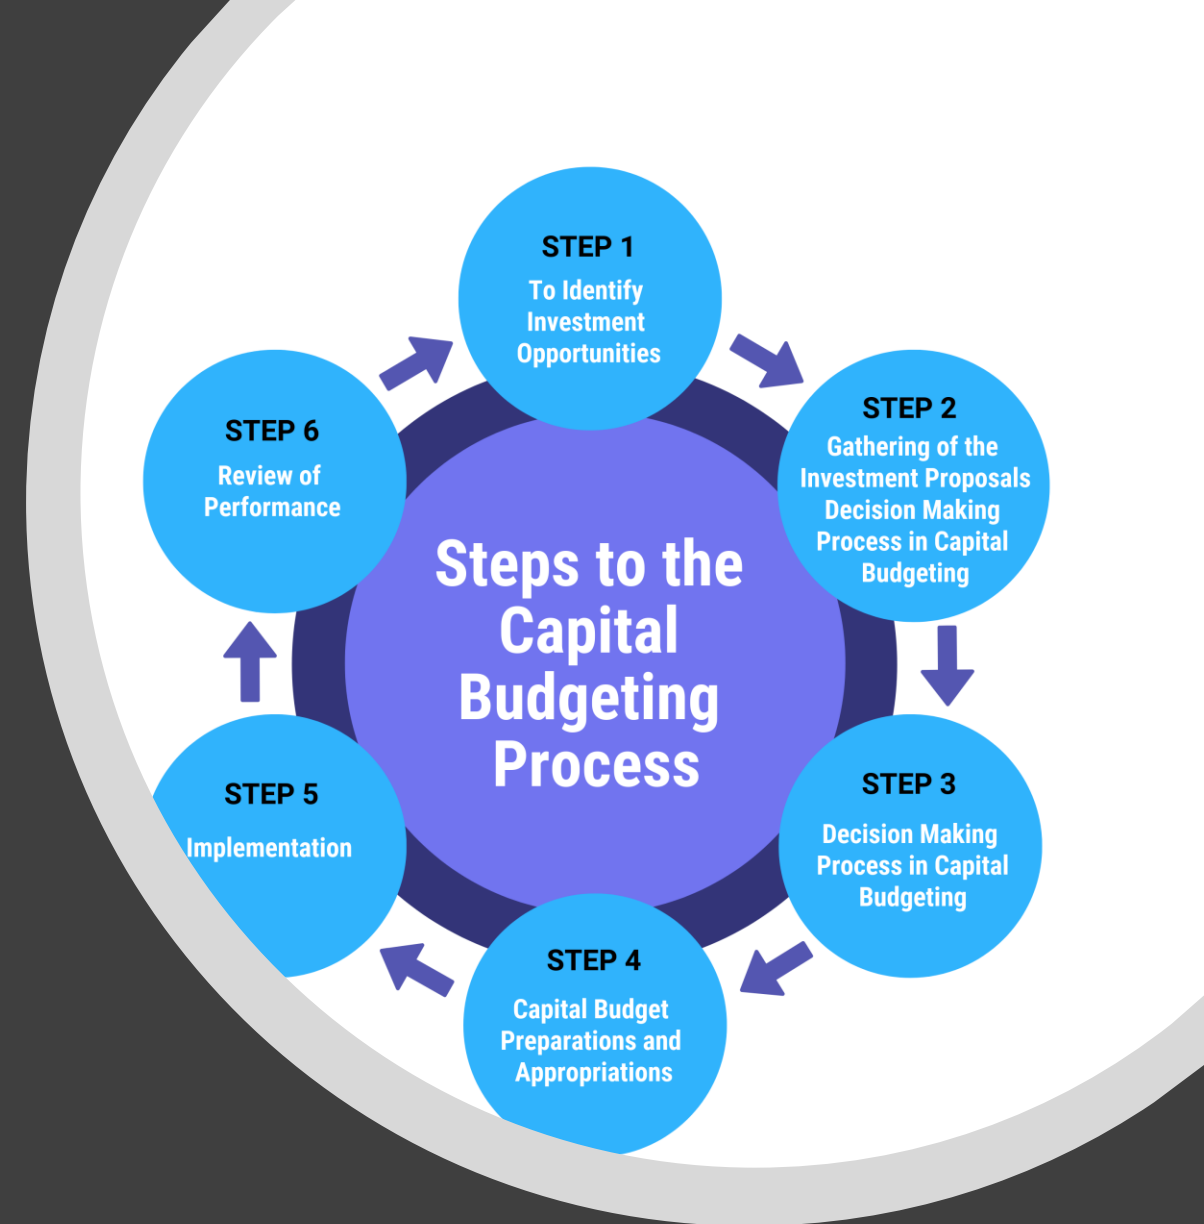 STEP 1
To Identify
Investment
Opportunities
STEP 2
Gathering of the
Investment Proposals
Decision Making
Process in Capital
Budgeting
STEP 3
Decision Making
Process in Capital
Budgeting
STEP 4
Capital Budget
Preparations and
Appropriations
STEP 5
Implementation
STEP 6
Review of
Performance
Steps to the
Capital
Budgeting
Process